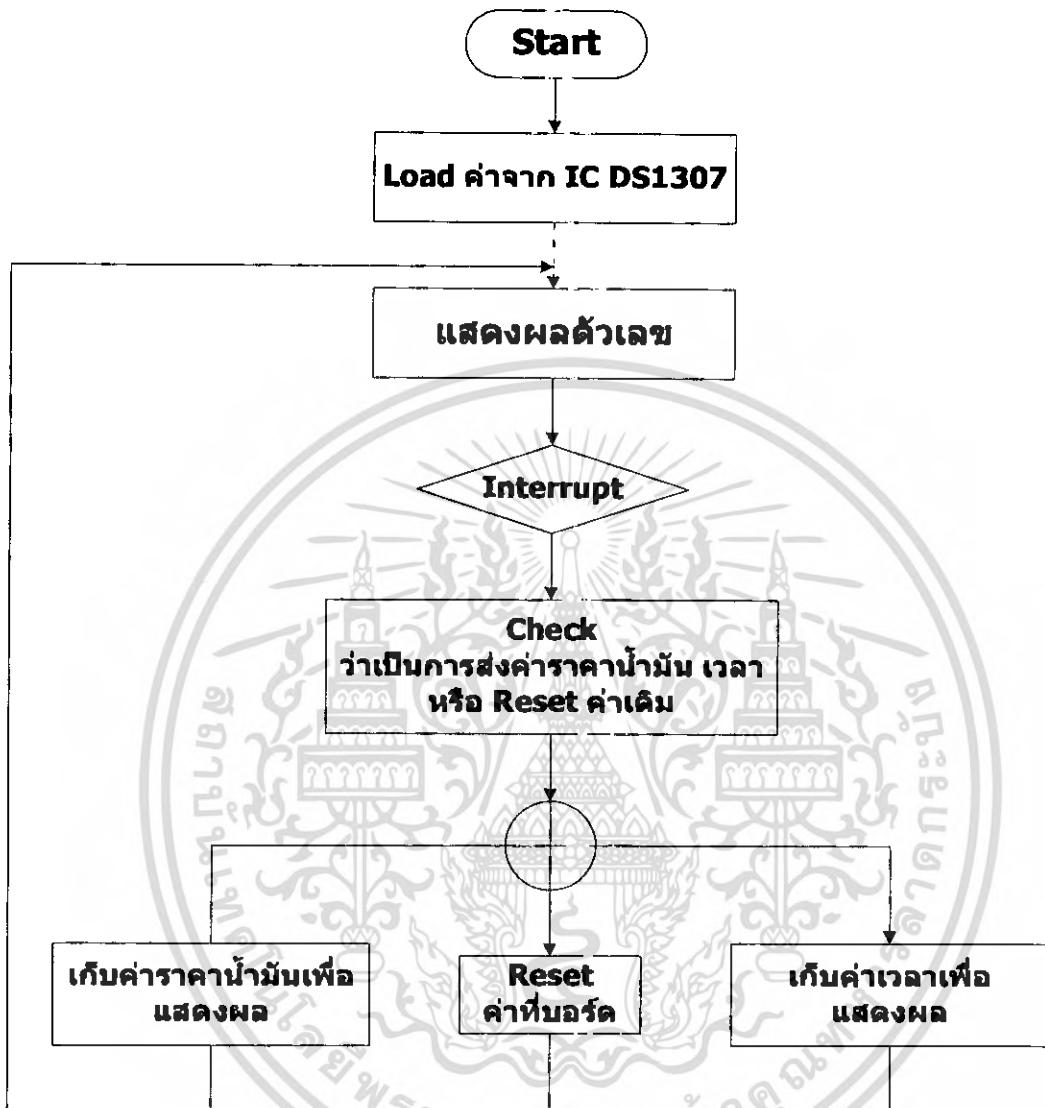 Start
Load ค่าจาก IC DS1307
แสดงผลตัวเลข
Interrupt
Check
ว่าเป็นการส่งค่าราคาน้ำมัน เวลา
หรือ Reset ค่าเดิม
เก็บค่าราคาน้ำมันเพื่อ
แสดงผล
Reset
ค่าที่บอร์ด
เก็บค่าเวลาเพื่อ
แสดงผล